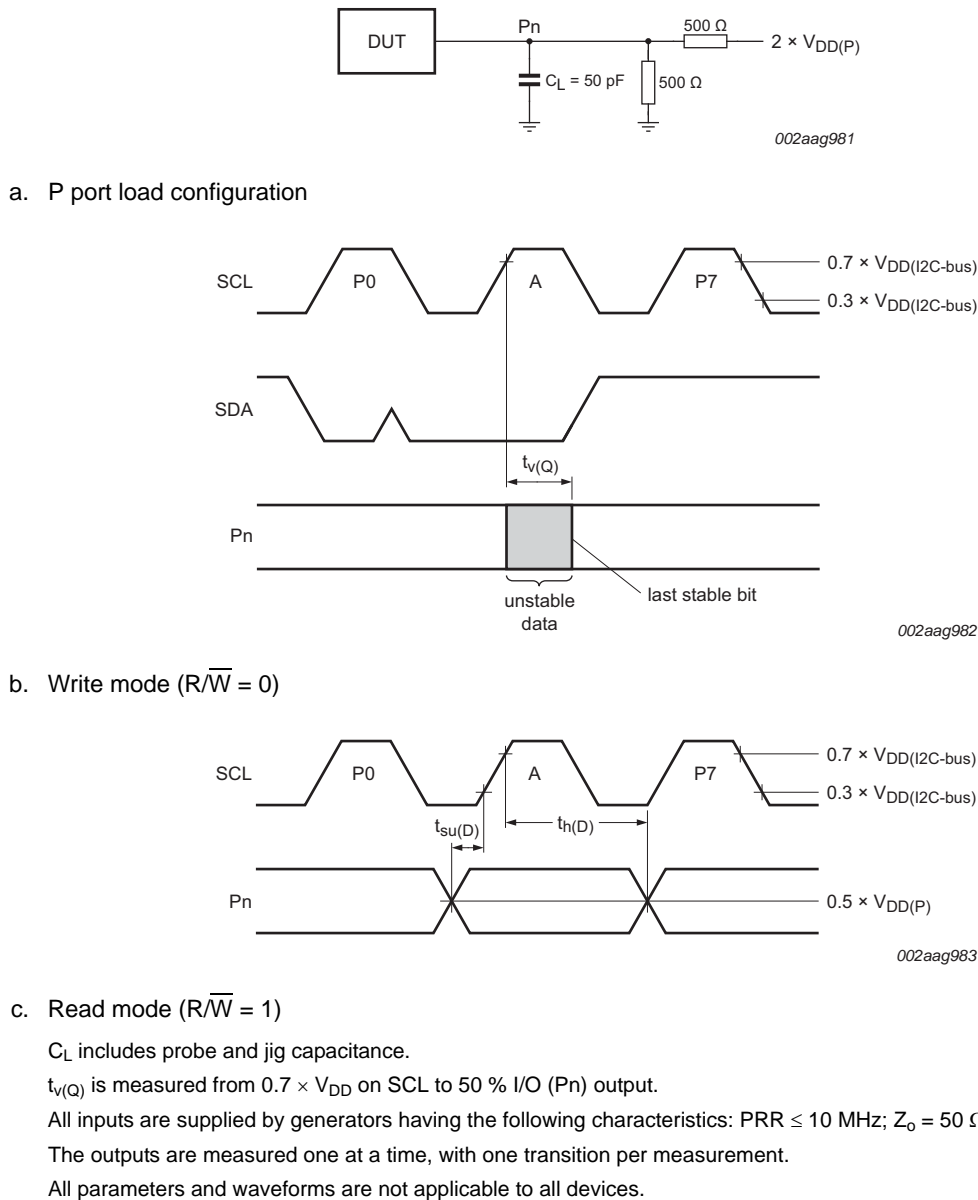 DUT
Pn
500 Ω
2 × VDD(P)
CL = 50 pF
500 Ω
002aag981
a. P port load configuration
SCL
P0
A
P7
0.7 × VDD(I2C-bus)
0.3 × VDD(I2C-bus)
SDA
tv(Q)
Pn
unstable
data
last stable bit
002aag982
b. Write mode (R/W̅ = 0)
SCL
P0
A
P7
0.7 × VDD(I2C-bus)
0.3 × VDD(I2C-bus)
tsu(D)
th(D)
Pn
0.5 × VDD(P)
002aag983
c. Read mode (R/W̅ = 1)
CL includes probe and jig capacitance.
tv(Q) is measured from 0.7 × VDD on SCL to 50 % I/O (Pn) output.
All inputs are supplied by generators having the following characteristics: PRR ≤ 10 MHz; Zo = 50 Ω
The outputs are measured one at a time, with one transition per measurement.
All parameters and waveforms are not applicable to all devices.